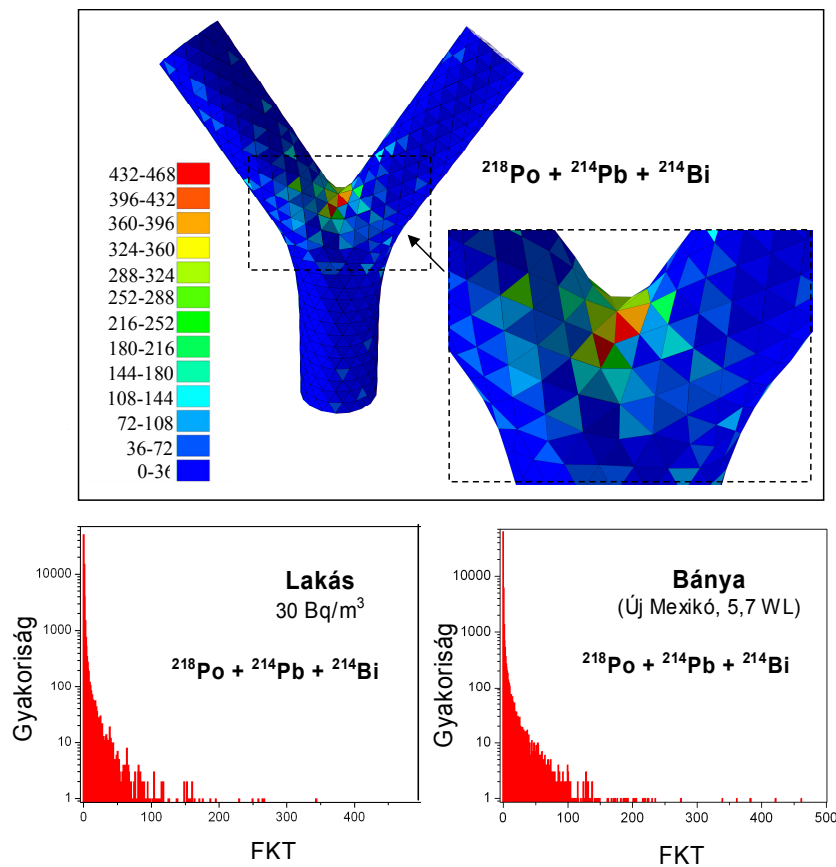 432-468
396-432
360-396
324-360
288-324
252-288
216-252
180-216
144-180
108-144
72-108
36-72
0-36
²¹⁸Po + ²¹⁴Pb + ²¹⁴Bi
Gyakoriság
10000
1000
100
10
1
Lakás
30 Bq/m³
²¹⁸Po + ²¹⁴Pb + ²¹⁴Bi
0 100 200 300 400
FKT
Gyakoriság
10000
1000
100
10
1
Bánya
(Új Mexikó, 5,7 WL)
²¹⁸Po + ²¹⁴Pb + ²¹⁴Bi
0 100 200 300 400 500
FKT